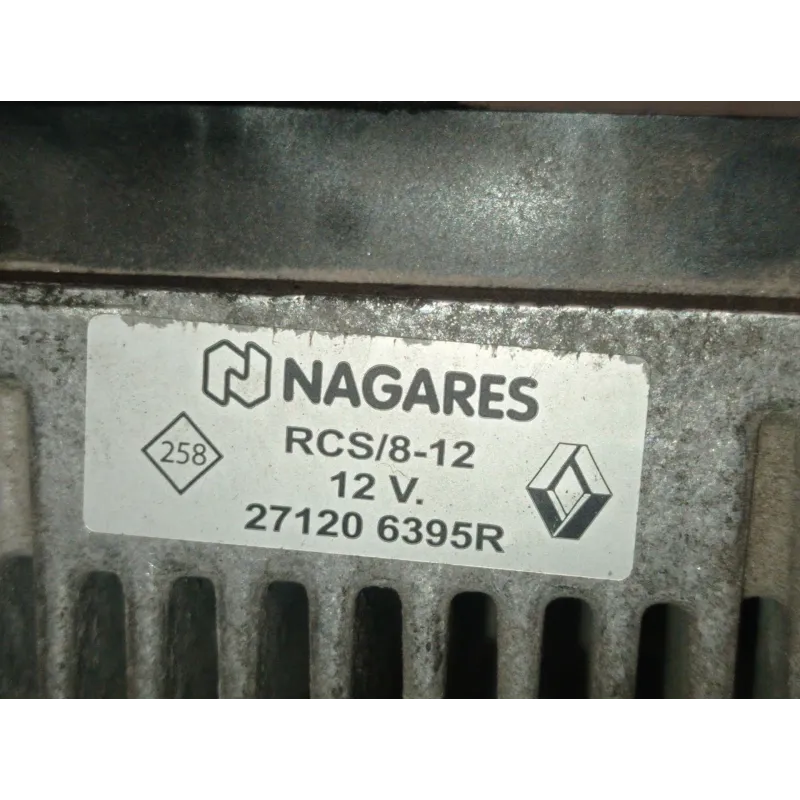 NAGARES
RCS/8-12
258
12 V.
27120 6395R